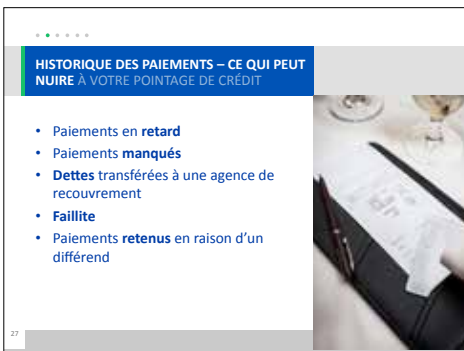 HISTORIQUE DES PAIEMENTS – CE QUI PEUT
NUIRE À VOTRE POINTAGE DE CRÉDIT
• Paiements en retard
• Paiements manqués
• Dettes transférées à une agence de
recouvrement
• Faillite
• Paiements retenus en raison d’un
différend
27